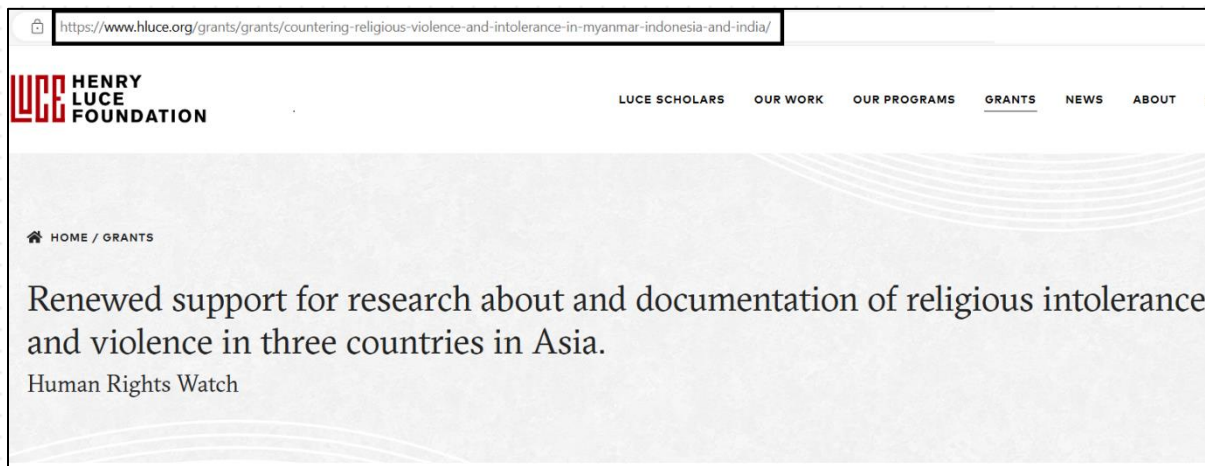 https://www.hluce.org/grants/grants/countering-religious-violence-and-intolerance-in-myanmar-indonesia-and-india/
LUCE HENRY
LUCE
FOUNDATION
LUCE SCHOLARS OUR WORK OUR PROGRAMS GRANTS NEWS ABOUT
HOME / GRANTS
Renewed support for research about and documentation of religious intolerance
and violence in three countries in Asia.
Human Rights Watch